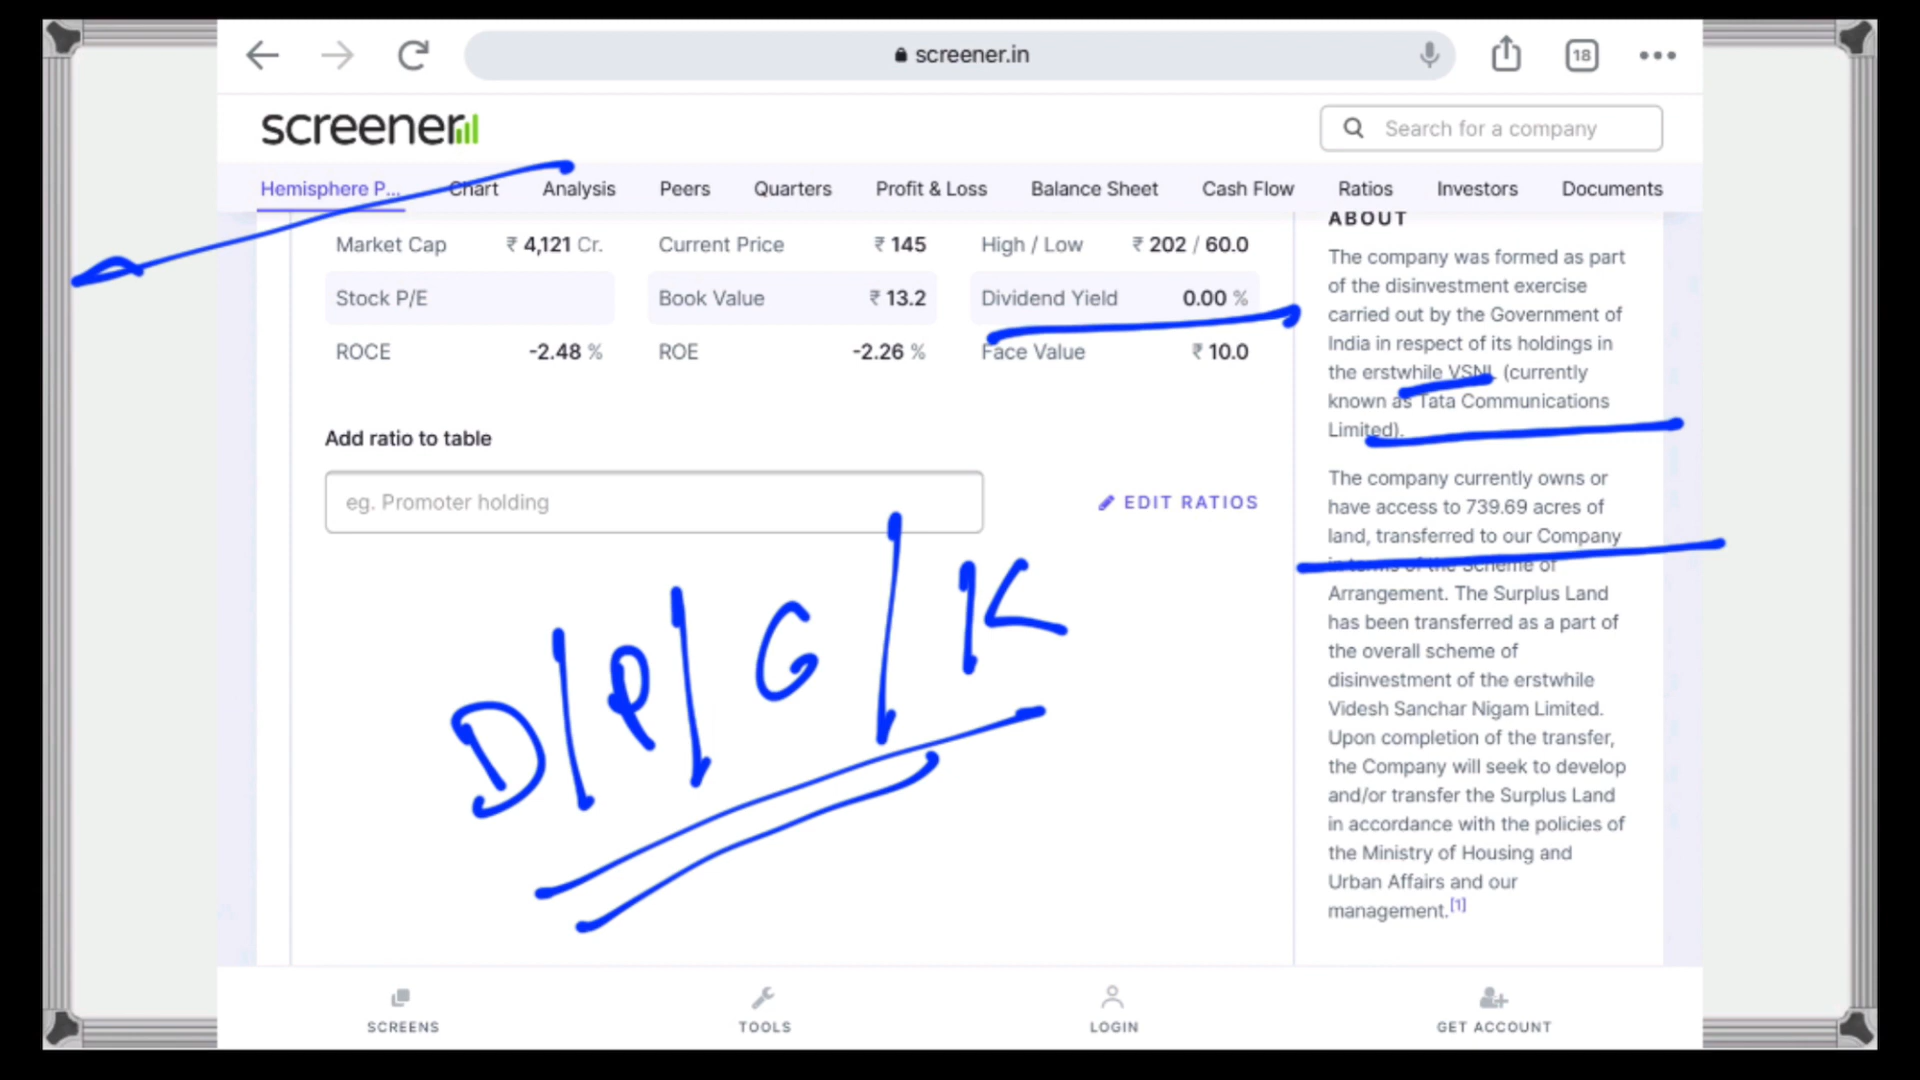 screener.in
18
screener
Search for a company
Hemisphere P... Chart Analysis Peers Quarters Profit & Loss Balance Sheet Cash Flow Ratios Investors Documents
Market Cap ₹ 4,121 Cr. Current Price ₹ 145 High / Low ₹ 202 / 60.0
Stock P/E Book Value ₹ 13.2 Dividend Yield 0.00 %
ROCE -2.48 % ROE -2.26 % Face Value ₹ 10.0
Add ratio to table
eg. Promoter holding
EDIT RATIOS
D/P/G/K
ABOUT
The company was formed as part
of the disinvestment exercise
carried out by the Government of
India in respect of its holdings in
the erstwhile VSNL (currently
known as Tata Communications
Limited).
The company currently owns or
have access to 739.69 acres of
land, transferred to our Company
in terms of the Scheme of
Arrangement. The Surplus Land
has been transferred as a part of
the overall scheme of
disinvestment of the erstwhile
Videsh Sanchar Nigam Limited.
Upon completion of the transfer,
the Company will seek to develop
and/or transfer the Surplus Land
in accordance with the policies of
the Ministry of Housing and
Urban Affairs and our
management.[1]
SCREENS TOOLS LOGIN GET ACCOUNT